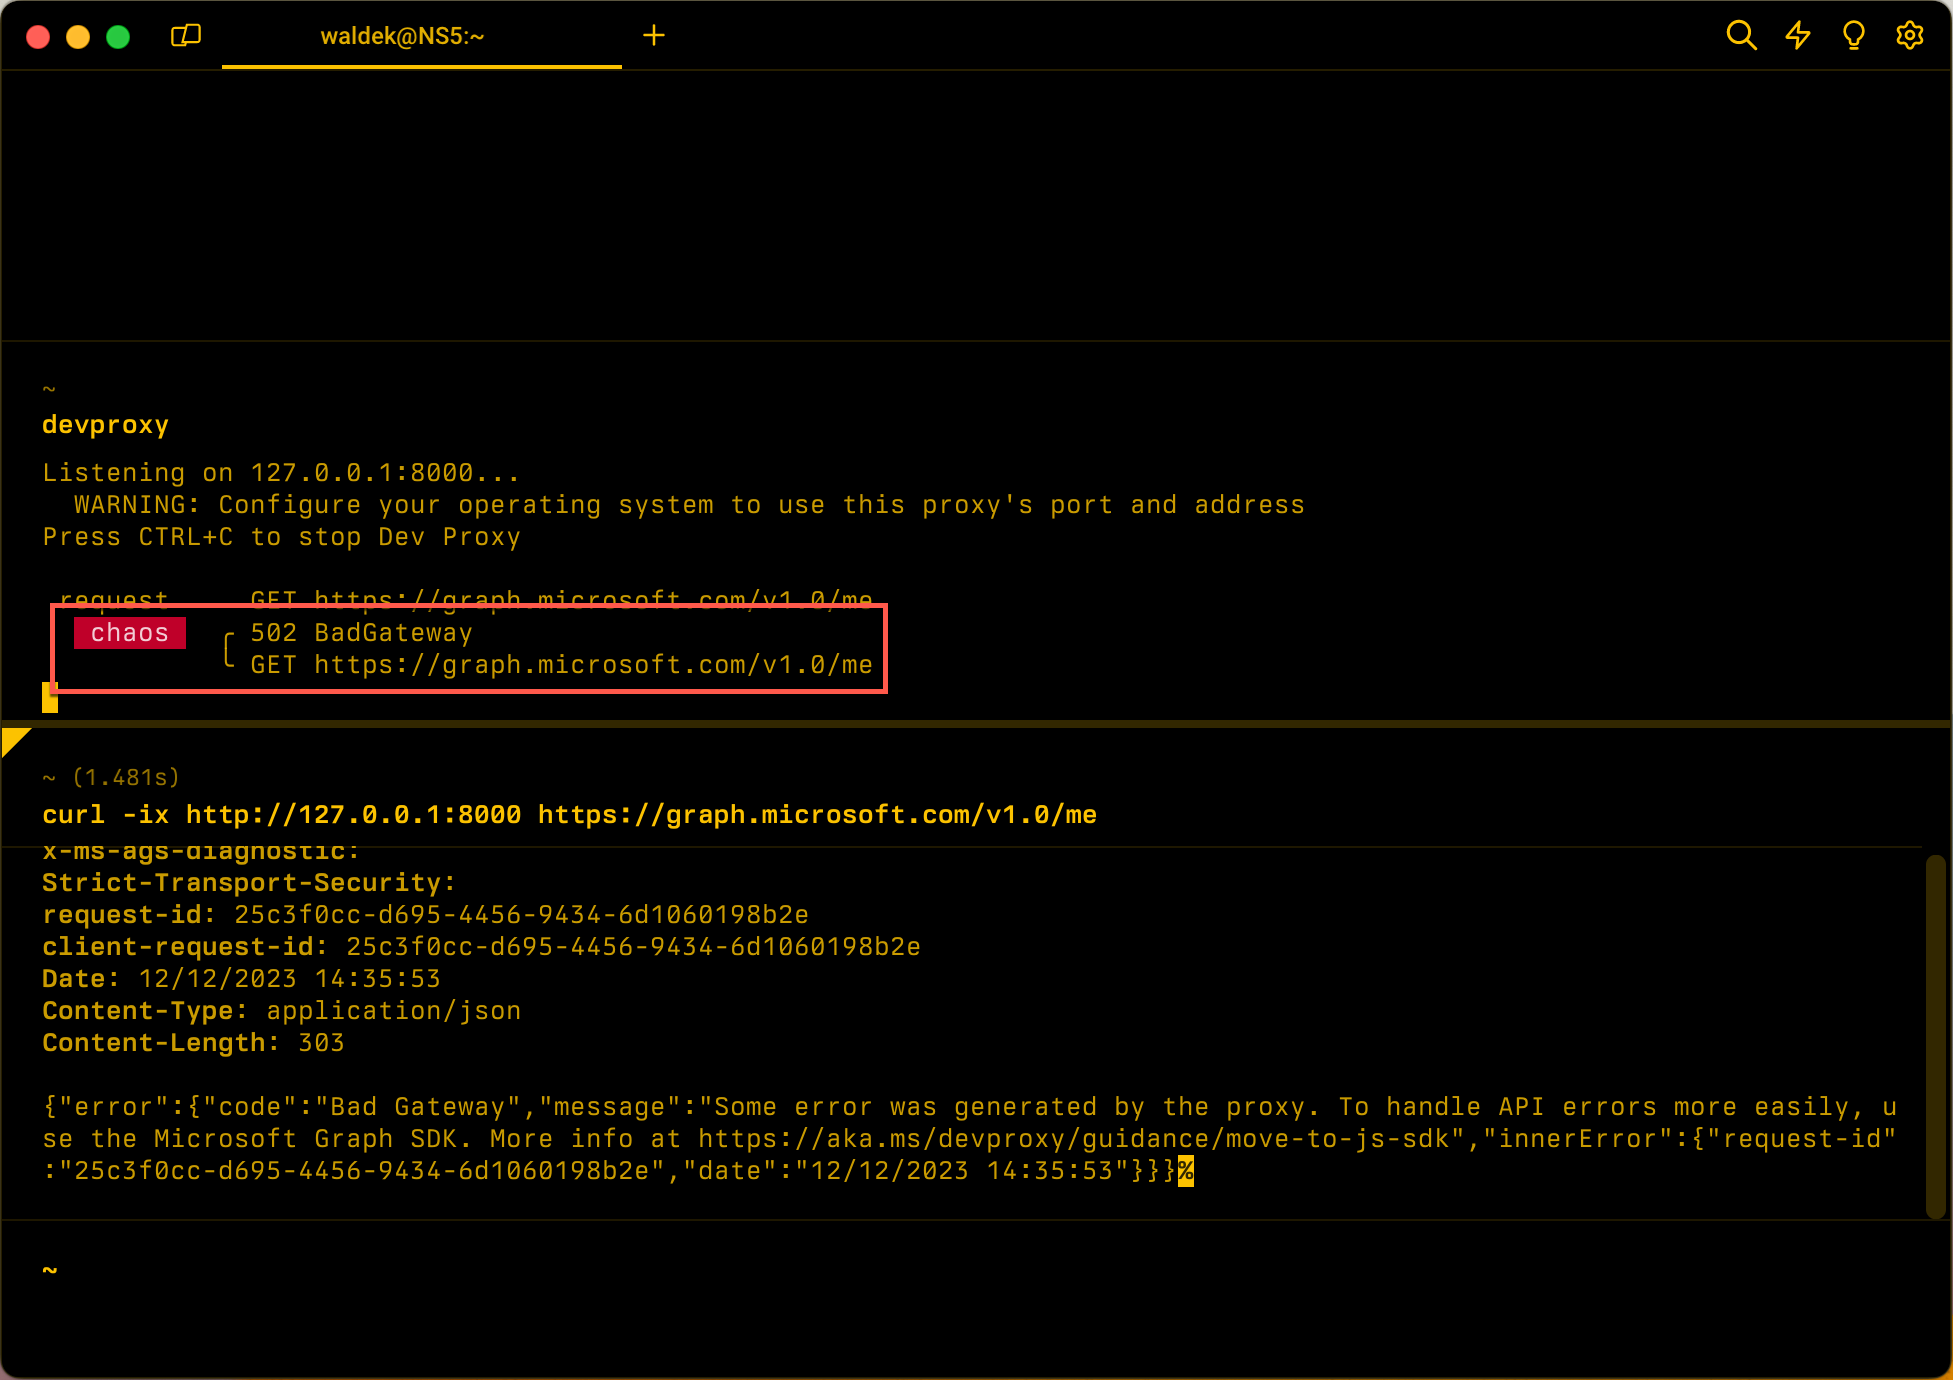 waldek@NS5:~
~
devproxy
Listening on 127.0.0.1:8000...
WARNING: Configure your operating system to use this proxy's port and address
Press CTRL+C to stop Dev Proxy
request GET https://graph.microsoft.com/v1.0/me
chaos 502 BadGateway
GET https://graph.microsoft.com/v1.0/me
~ (1.481s)
curl -ix http://127.0.0.1:8000 https://graph.microsoft.com/v1.0/me
x-ms-ags-diagnostic:
Strict-Transport-Security:
request-id: 25c3f0cc-d695-4456-9434-6d1060198b2e
client-request-id: 25c3f0cc-d695-4456-9434-6d1060198b2e
Date: 12/12/2023 14:35:53
Content-Type: application/json
Content-Length: 303
{"error":{"code":"Bad Gateway","message":"Some error was generated by the proxy. To handle API errors more easily, u
se the Microsoft Graph SDK. More info at https://aka.ms/devproxy/guidance/move-to-js-sdk","innerError":{"request-id"
:"25c3f0cc-d695-4456-9434-6d1060198b2e","date":"12/12/2023 14:35:53"}}}%
~